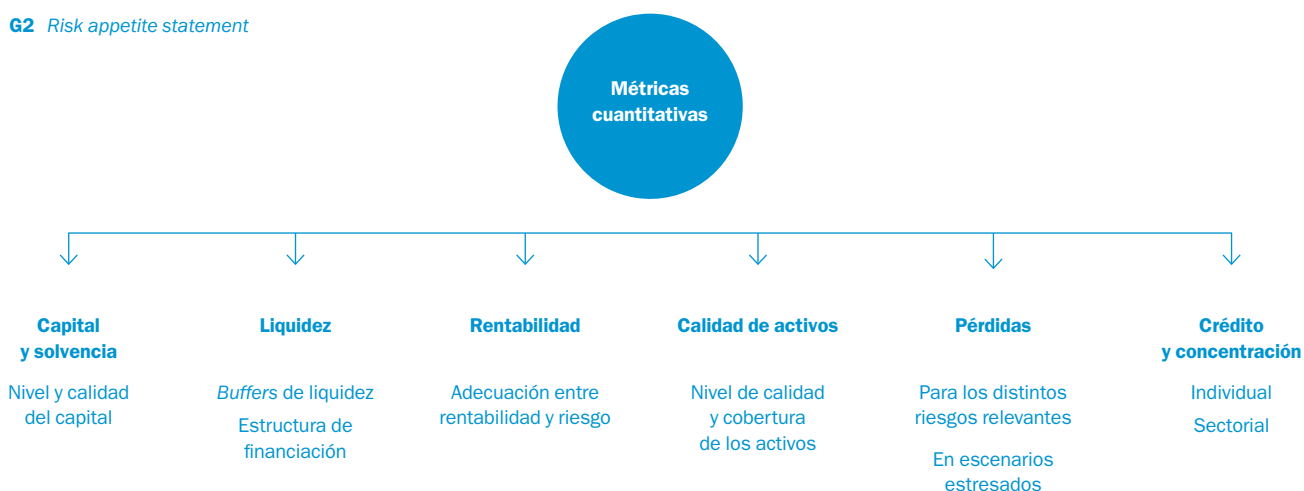 G2 Risk appetite statement
Métricas
cuantitativas
Capital
y solvencia
Nivel y calidad
del capital
Liquidez
Buffers de liquidez
Estructura de
financiación
Rentabilidad
Adecuación entre
rentabilidad y riesgo
Calidad de activos
Nivel de calidad
y cobertura
de los activos
Pérdidas
Para los distintos
riesgos relevantes
En escenarios
estresados
Crédito
y concentración
Individual
Sectorial